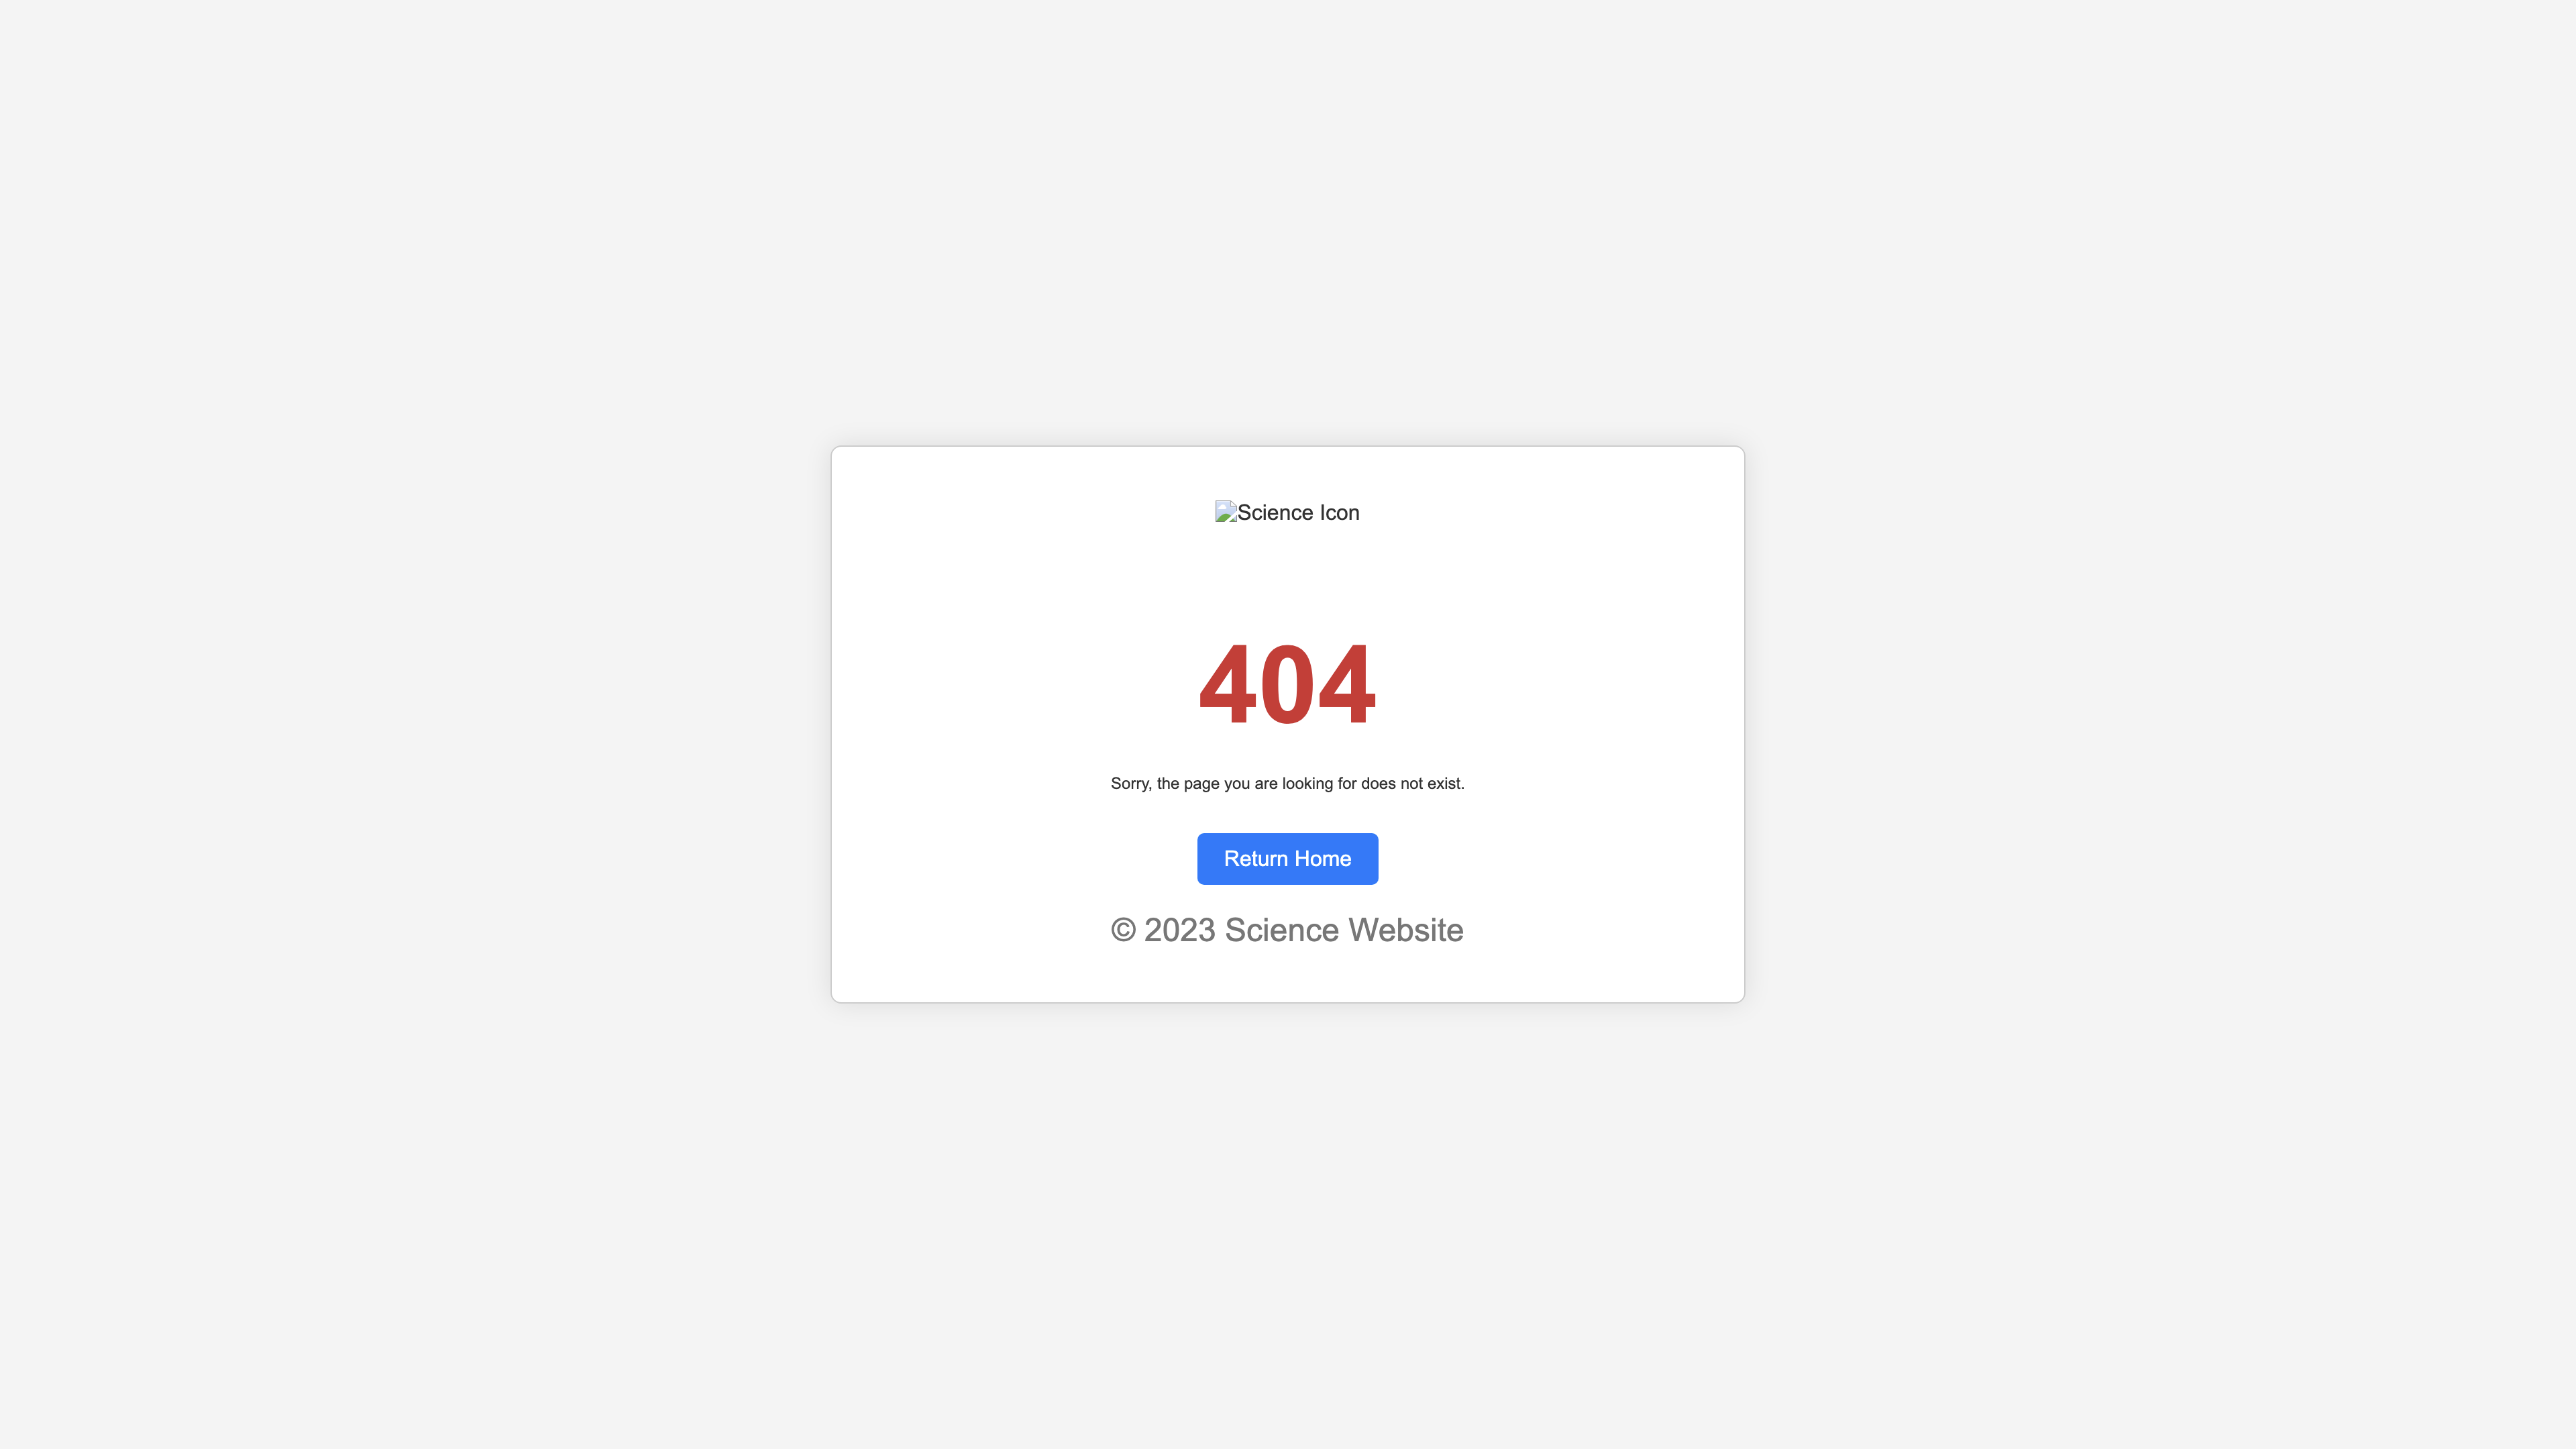 Science Icon
404
Sorry, the page you are looking for does not exist.
Return Home
© 2023 Science Website